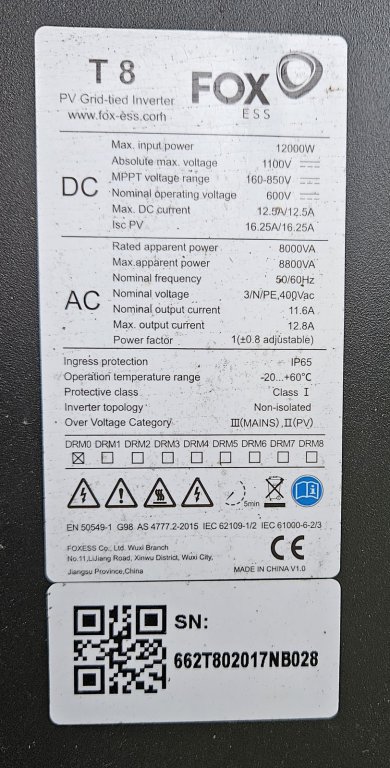 T 8
PV Grid-tied Inverter
www.fox-ess.com
FOX
ESS
DC
Max. input power 12000W
Absolute max. voltage 1100V
MPPT voltage range 160-850V
Nominal operating voltage 600V
Max. DC current 12.5A/12.5A
Isc PV 16.25A/16.25A
AC
Rated apparent power 8000VA
Max.apparent power 8800VA
Nominal frequency 50/60Hz
Nominal voltage 3/N/PE,400Vac
Nominal output current 11.6A
Max. output current 12.8A
Power factor 1(±0.8 adjustable)
Ingress protection IP65
Operation temperature range -20...+60℃
Protective class Class Ⅰ
Inverter topology Non-isolated
Over Voltage Category Ⅲ(MAINS),Ⅱ(PV)
DRM0 DRM1 DRM2 DRM3 DRM4 DRM5 DRM6 DRM7 DRM8
5min
EN 50549-1 G98 AS 4777.2-2015 IEC 62109-1/2 IEC 61000-6-2/3
FOXESS Co., Ltd. Wuxi Branch
No.11,LiJiang Road, Xinwu District, Wuxi City,
Jiangsu Province,China
CE
MADE IN CHINA V1.0
SN:
662T802017NB028